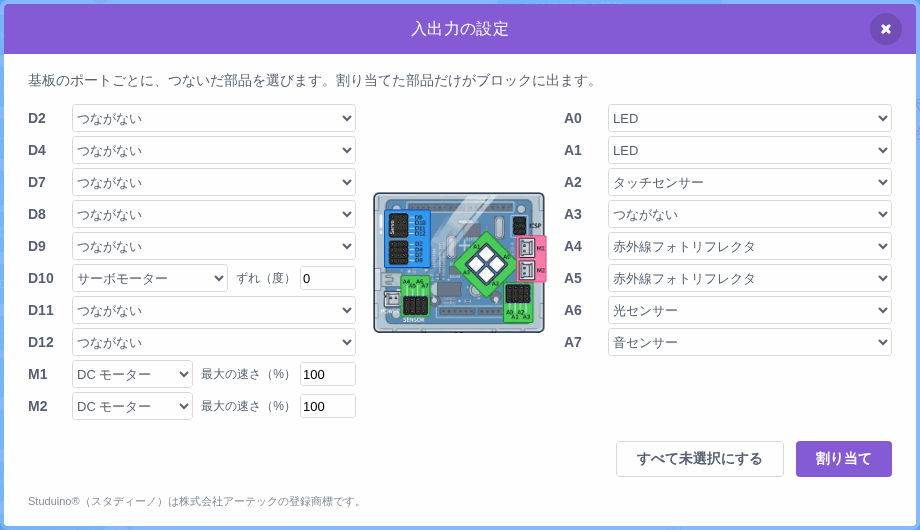 入出力の設定
基板のポートごとに、つないだ部品を選びます。割り当てた部品だけがブロックに出ます。
D2 つながない
D4 つながない
D7 つながない
D8 つながない
D9 つながない
D10 サーボモーター ずれ（度） 0
D11 つながない
D12 つながない
M1 DC モーター 最大の速さ（%） 100
M2 DC モーター 最大の速さ（%） 100
A0 LED
A1 LED
A2 タッチセンサー
A3 つながない
A4 赤外線フォトリフレクタ
A5 赤外線フォトリフレクタ
A6 光センサー
A7 音センサー
M1
M2
SENSOR
すべて未選択にする 割り当て
Studuino®（スタディーノ）は株式会社アーテックの登録商標です。